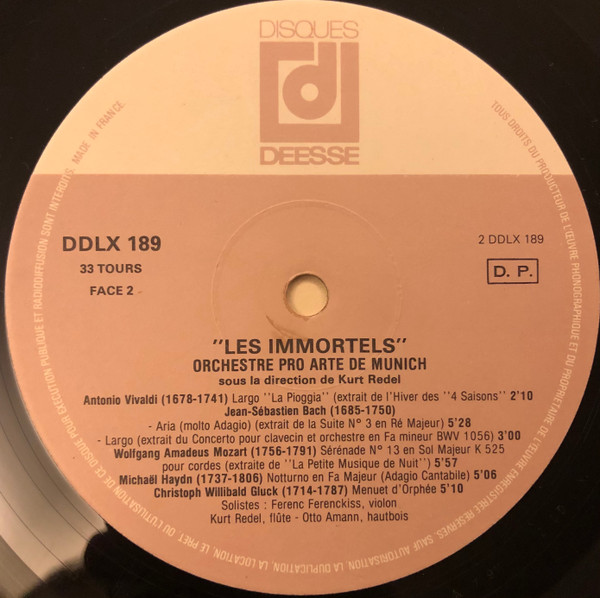 DISQUES
DEESSE
DDLX 189
33 TOURS
FACE 2
2 DDLX 189
D. P.
"LES IMMORTELS"
ORCHESTRE PRO ARTE DE MUNICH
sous la direction de Kurt Redel
Antonio Vivaldi (1678-1741) Largo "La Pioggia" (extrait de l'Hiver des "4 Saisons" 2'10
Jean-Sébastien Bach (1685-1750)
- Aria (molto Adagio) (extrait de la Suite N° 3 en Ré Majeur) 5'28
- Largo (extrait du Concerto pour clavecin et orchestre en Fa mineur BWV 1056) 3'00
Wolfgang Amadeus Mozart (1756-1791) Sérénade N° 13 en Sol Majeur K 525
pour cordes (extraite de "La Petite Musique de Nuit") 5'57
Michaël Haydn (1737-1806) Notturno en Fa Majeur (Adagio Cantabile) 5'06
Christoph Willibald Gluck (1714-1787) Menuet d'Orphée 5'10
Solistes : Ferenc Ferenckiss, violon
Kurt Redel, flûte - Otto Amann, hautbois
TOUS DROITS DU PRODUCTEUR DE L'ŒUVRE PHONOGRAPHIQUE ET DU PROPRIETAIRE DE L'ŒUVRE ENREGISTREE RESERVES. SAUF AUTORISATION, LA DUPLICATION, LA LOCATION, LE PRET OU L'UTILISATION DE CE DISQUE POUR EXECUTION PUBLIQUE ET RADIODIFFUSION SONT INTERDITS. MADE IN FRANCE.